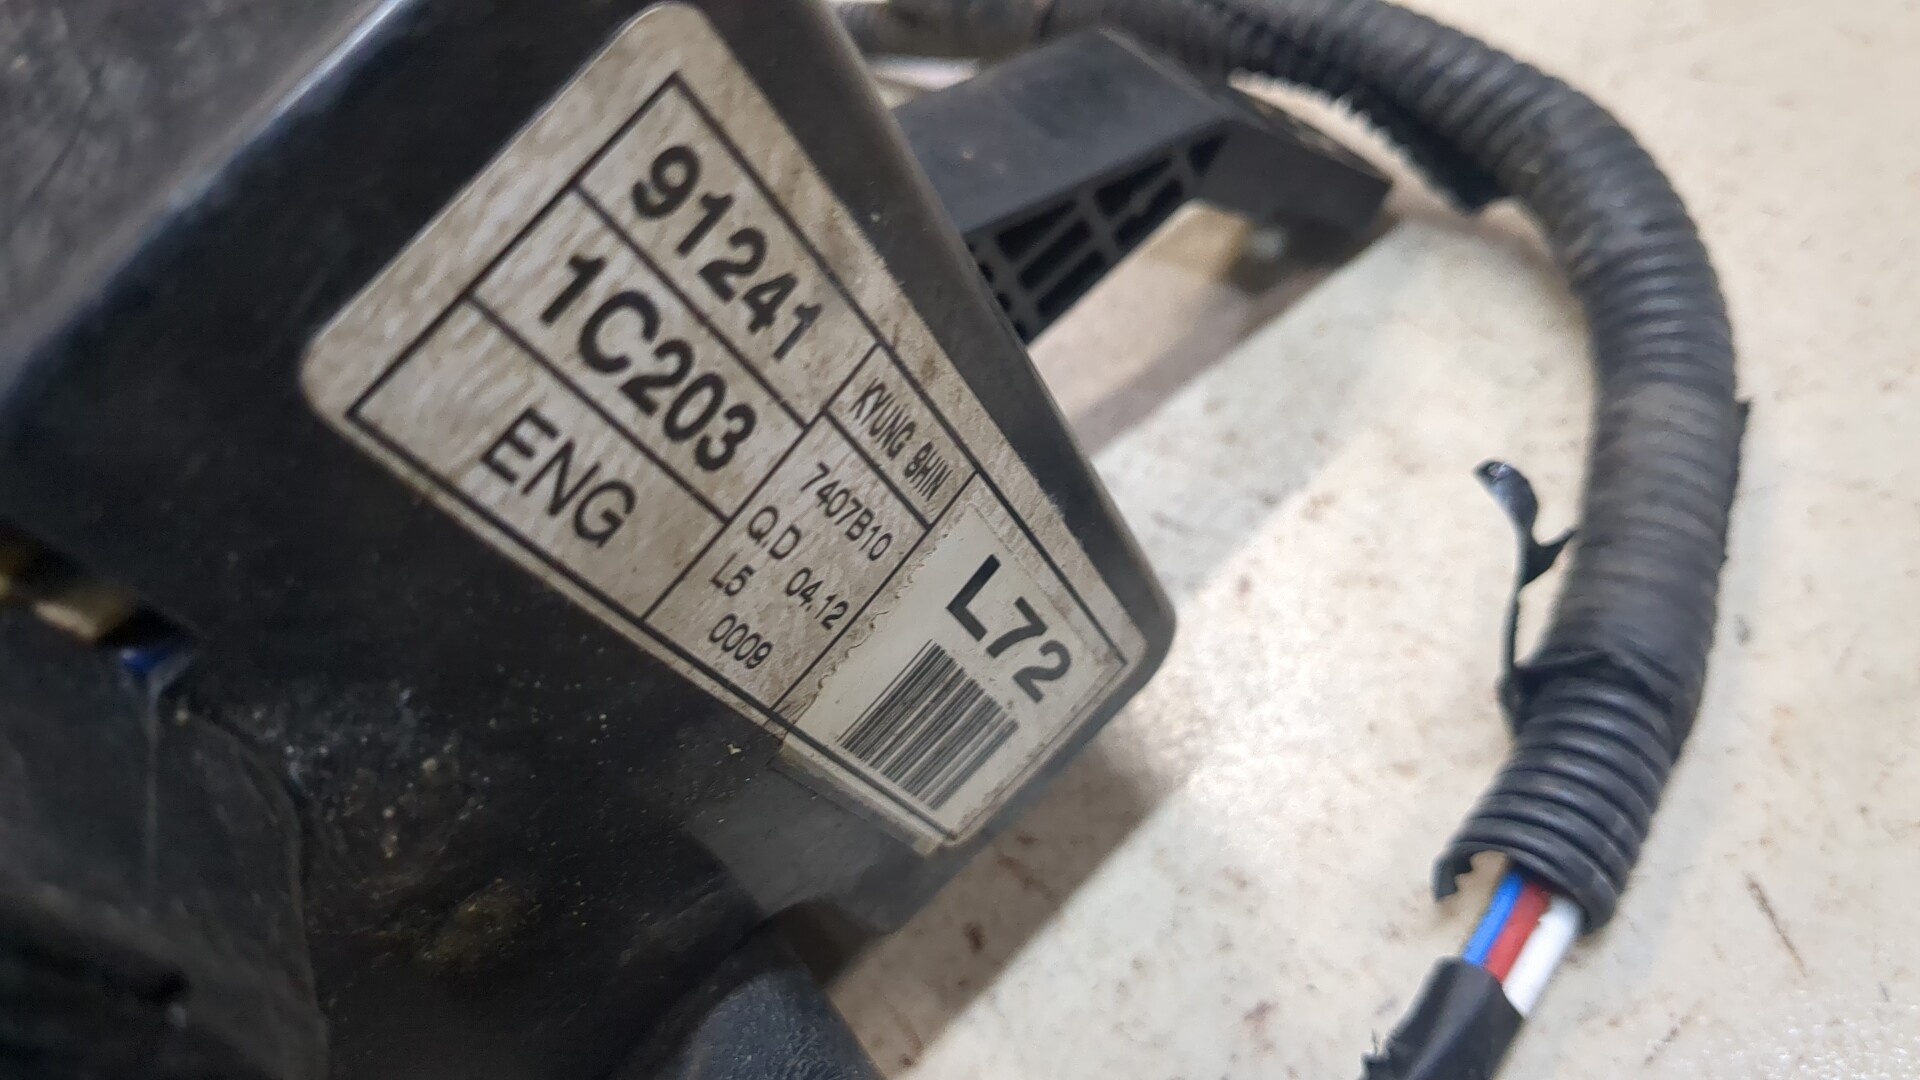 91241
1C203
ENG
KYUNG SHIN
7407B10
Q.D 04.12
L5
0009
L72